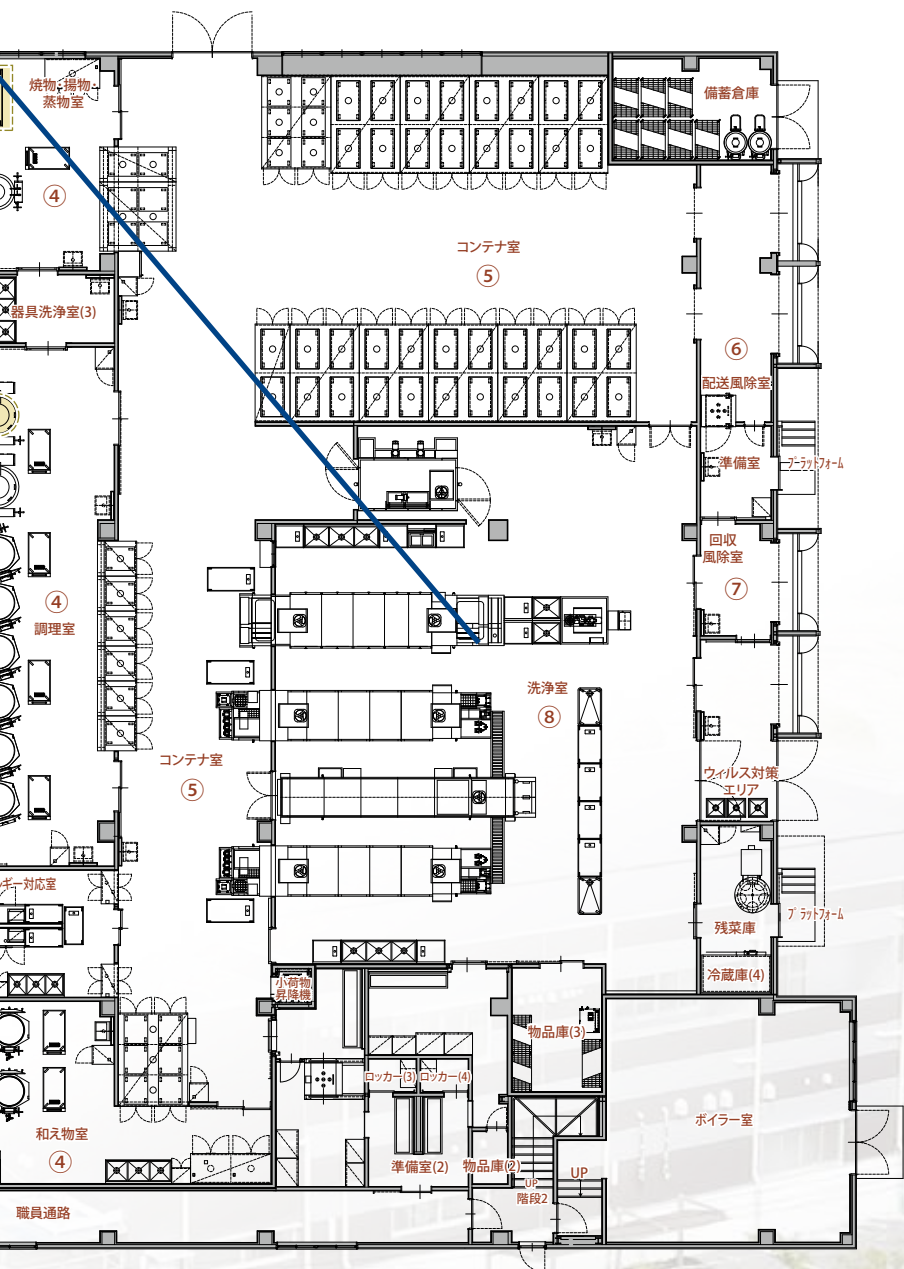 焼物・揚物・
蒸物室
④
備蓄倉庫
コンテナ室
⑤
器具洗浄室(3)
⑥
配送風除室
準備室
プーラットフォーム
回収
風除室
⑦
④
調理室
洗浄室
⑧
コンテナ室
⑤
ウィルス対策
エリア
ギー対応室
残菜庫
プラットフォーム
冷蔵庫(4)
小荷物
昇降機
物品庫(3)
ロッカー(3)
ロッカー(4)
ボイラー室
和え物室
④
準備室(2)
物品庫(2)
UP
階段2
UP
職員通路